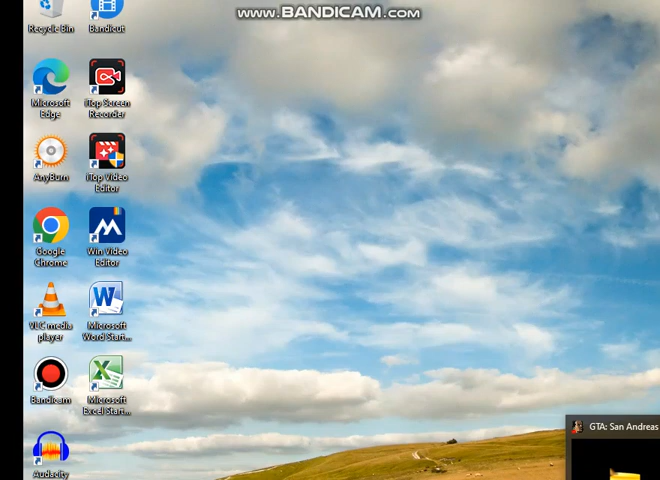 www.BANDICAM.com
Recycle Bin
Bandicut
Microsoft
Edge
iTop Screen
Recorder
AnyBurn
iTop Video
Editor
Google
Chrome
Win Video
Editor
VLC media
player
Microsoft
Word Start...
Bandicam
Microsoft
Excel Start...
Audacity
GTA: San Andreas